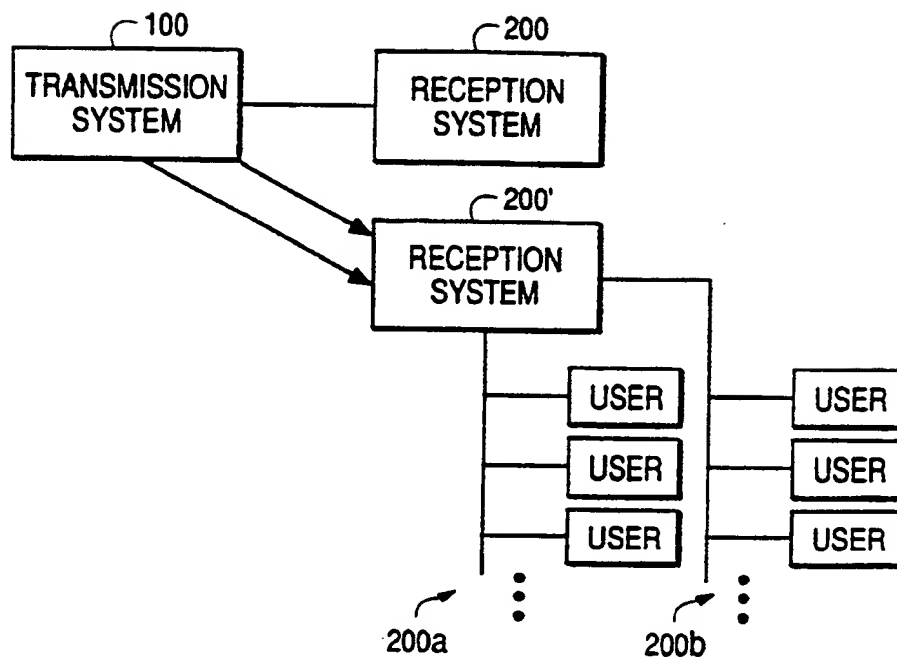 100
200
TRANSMISSION
SYSTEM
RECEPTION
SYSTEM
200'
RECEPTION
SYSTEM
USER
USER
USER
USER
USER
USER
200a
200b